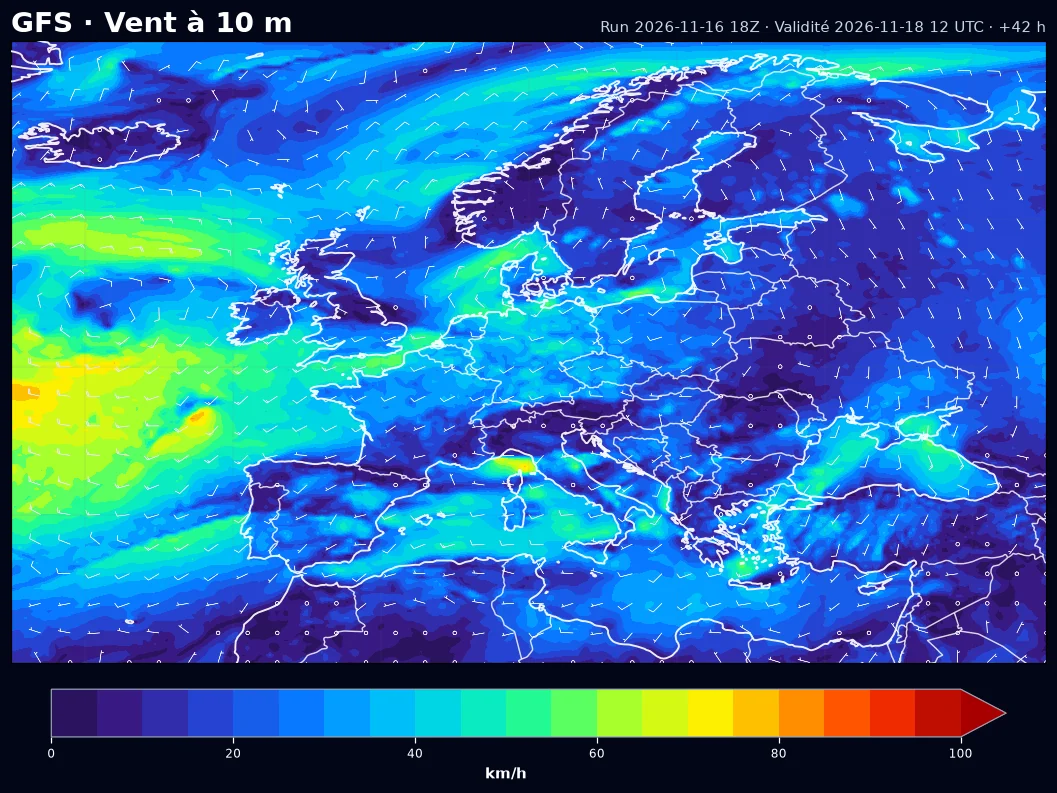 GFS · Vent à 10 m
Run 2026-11-16 18Z · Validité 2026-11-18 12 UTC · +42 h
0 20 40 60 80 100
km/h